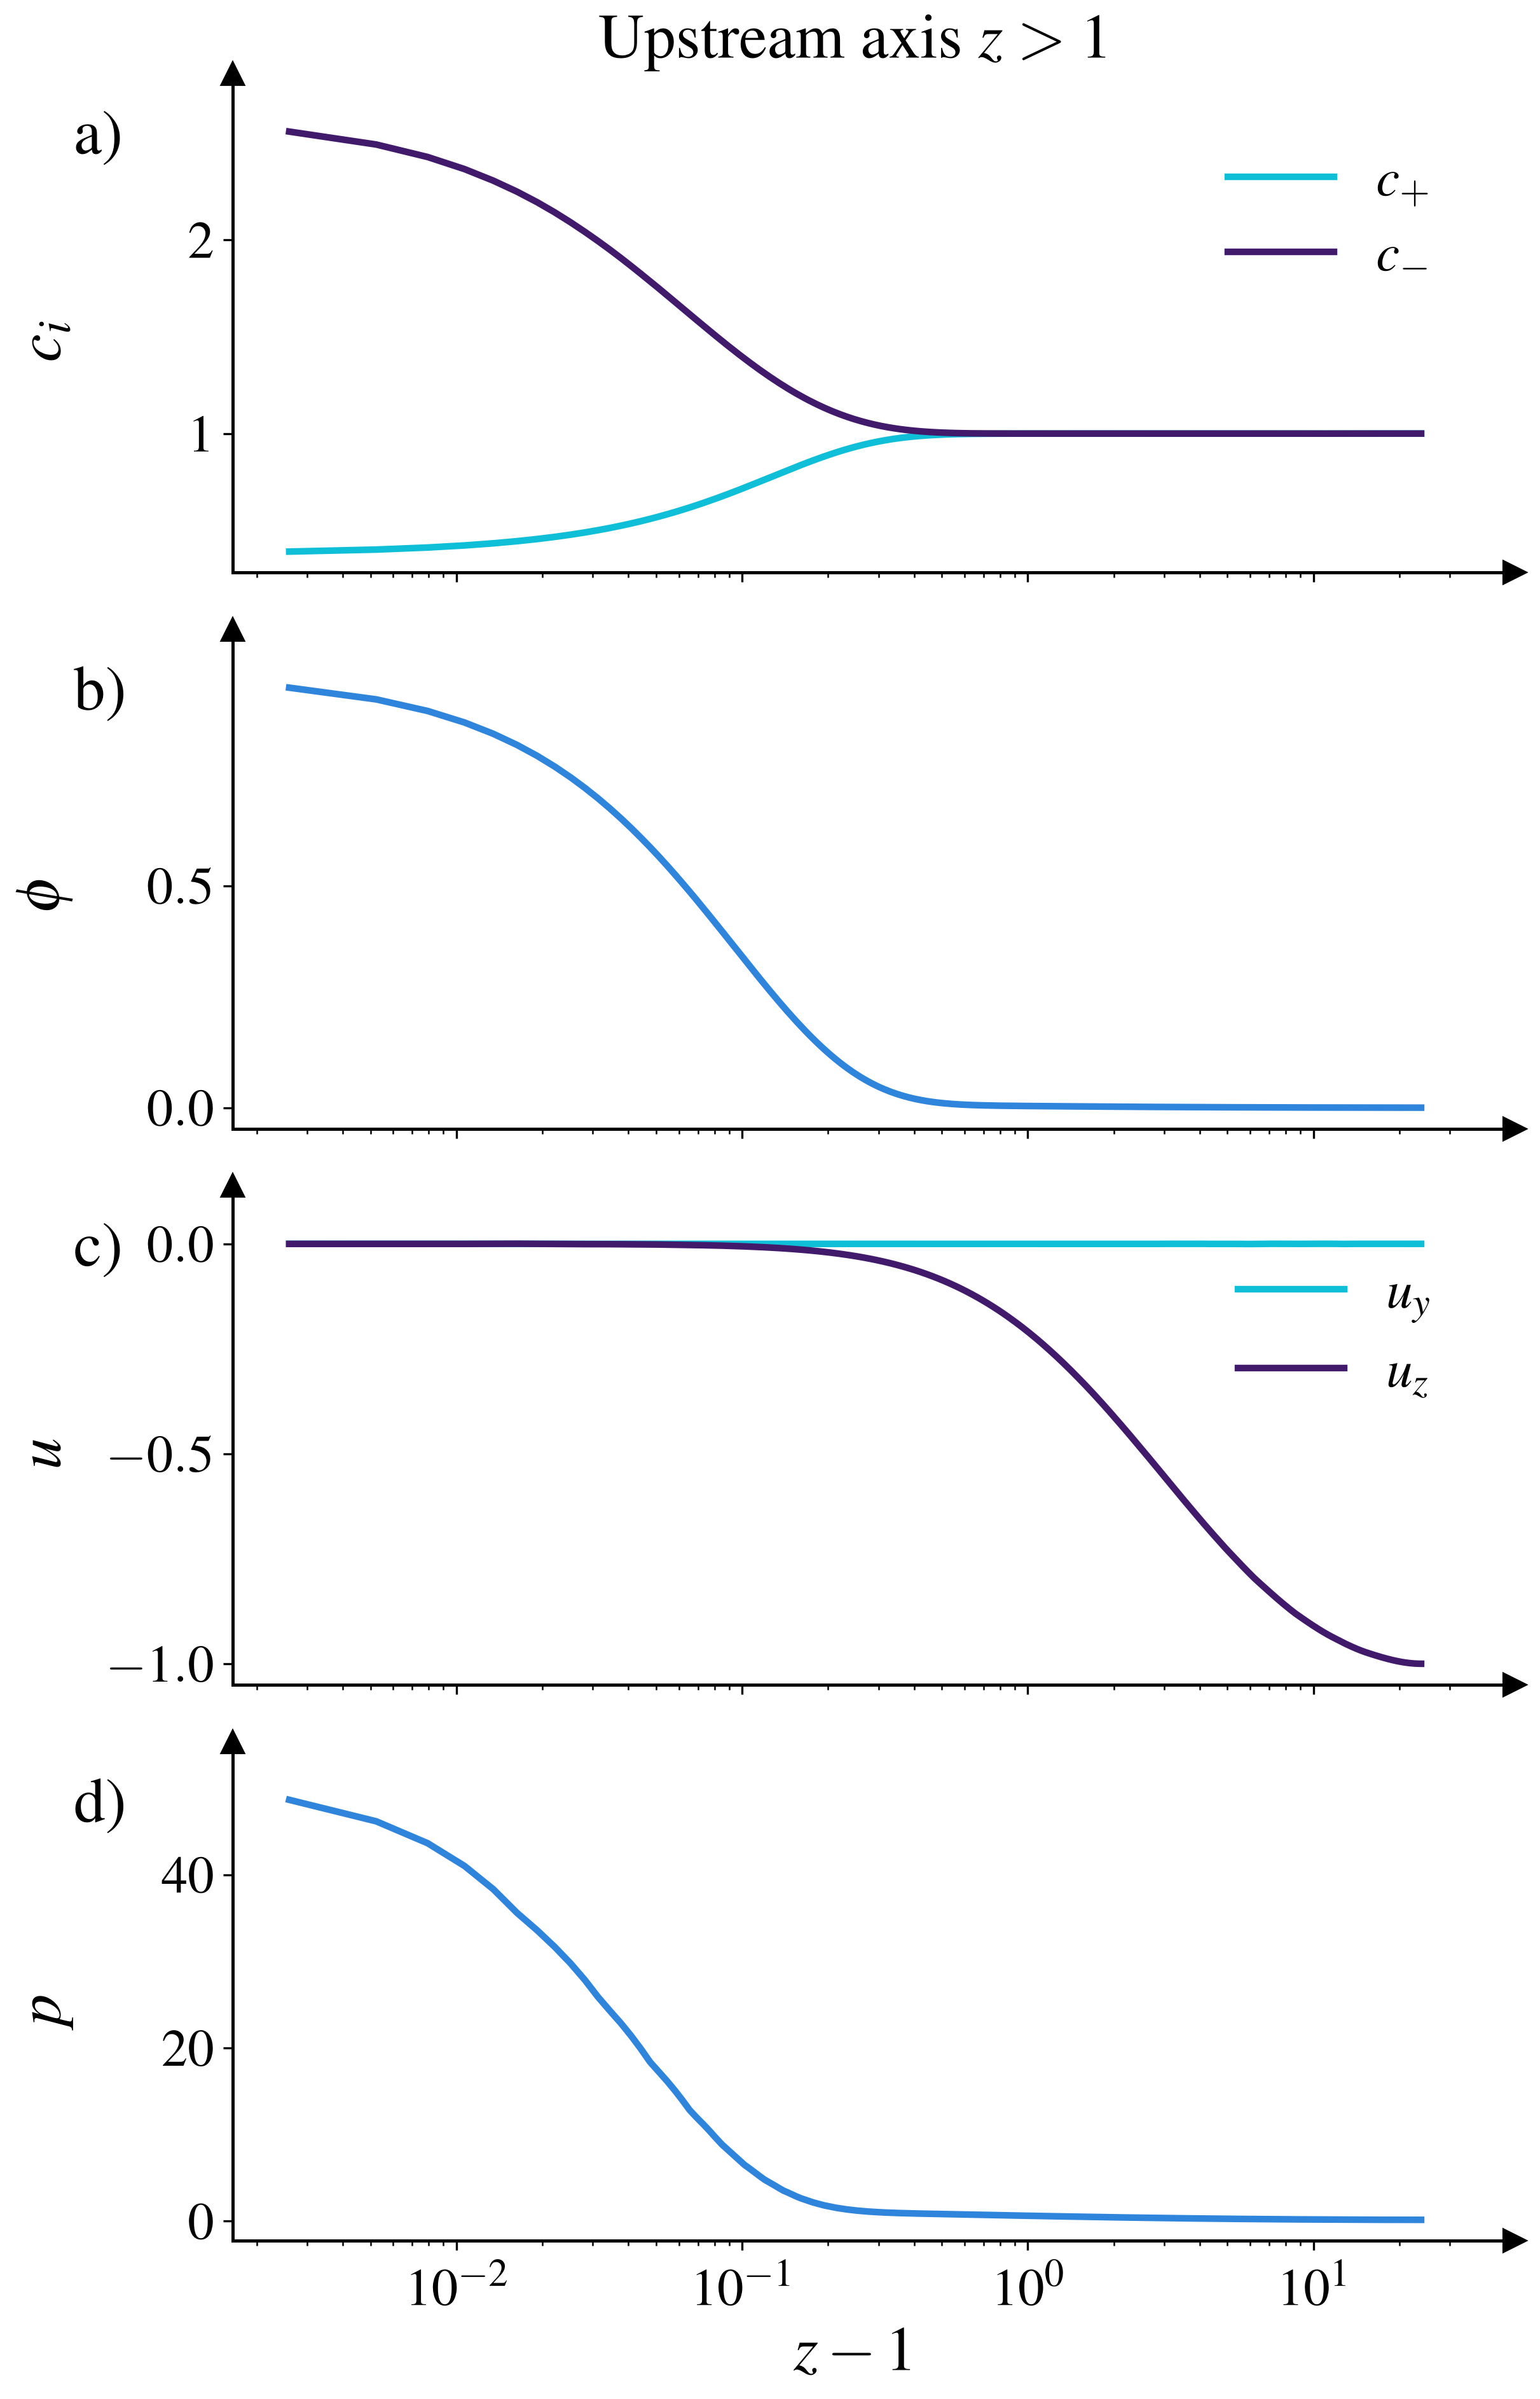 Upstream axis z > 1
a)
2
1
c_i
c_+
c_−
b)
0.5
0.0
ϕ
c)
0.0
−0.5
−1.0
u
u_y
u_z
d)
40
20
0
p
10^−2 10^−1 10^0 10^1
z − 1